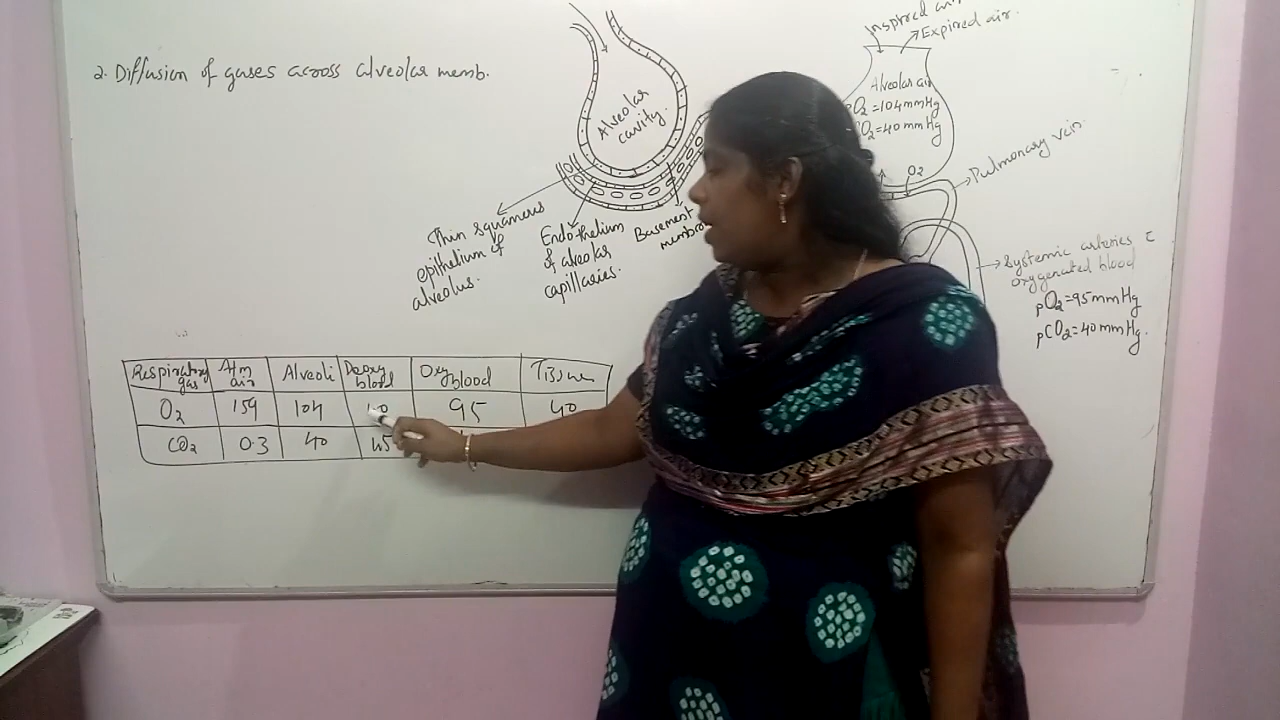 2. Diffusion of gases across alveolar memb.
Alveolar
cavity.
Thin squamous
epithelium of
alveolus.
Endothelium
of alveolar
capillaries.
Basement
Inspired
Expired air.
Alveolar air
O2 = 104 mmHg
O2 = 40 mmHg
O2
Pulmonary vein
Systemic arteries c
oxygenated blood
pO2 = 95 mmHg
pCO2 = 40 mmHg.
Respiratory gas Atm air Alveoli Deoxy blood Oxy blood Tissues
O2 159 104 40 95 40
CO2 0.3 40 45